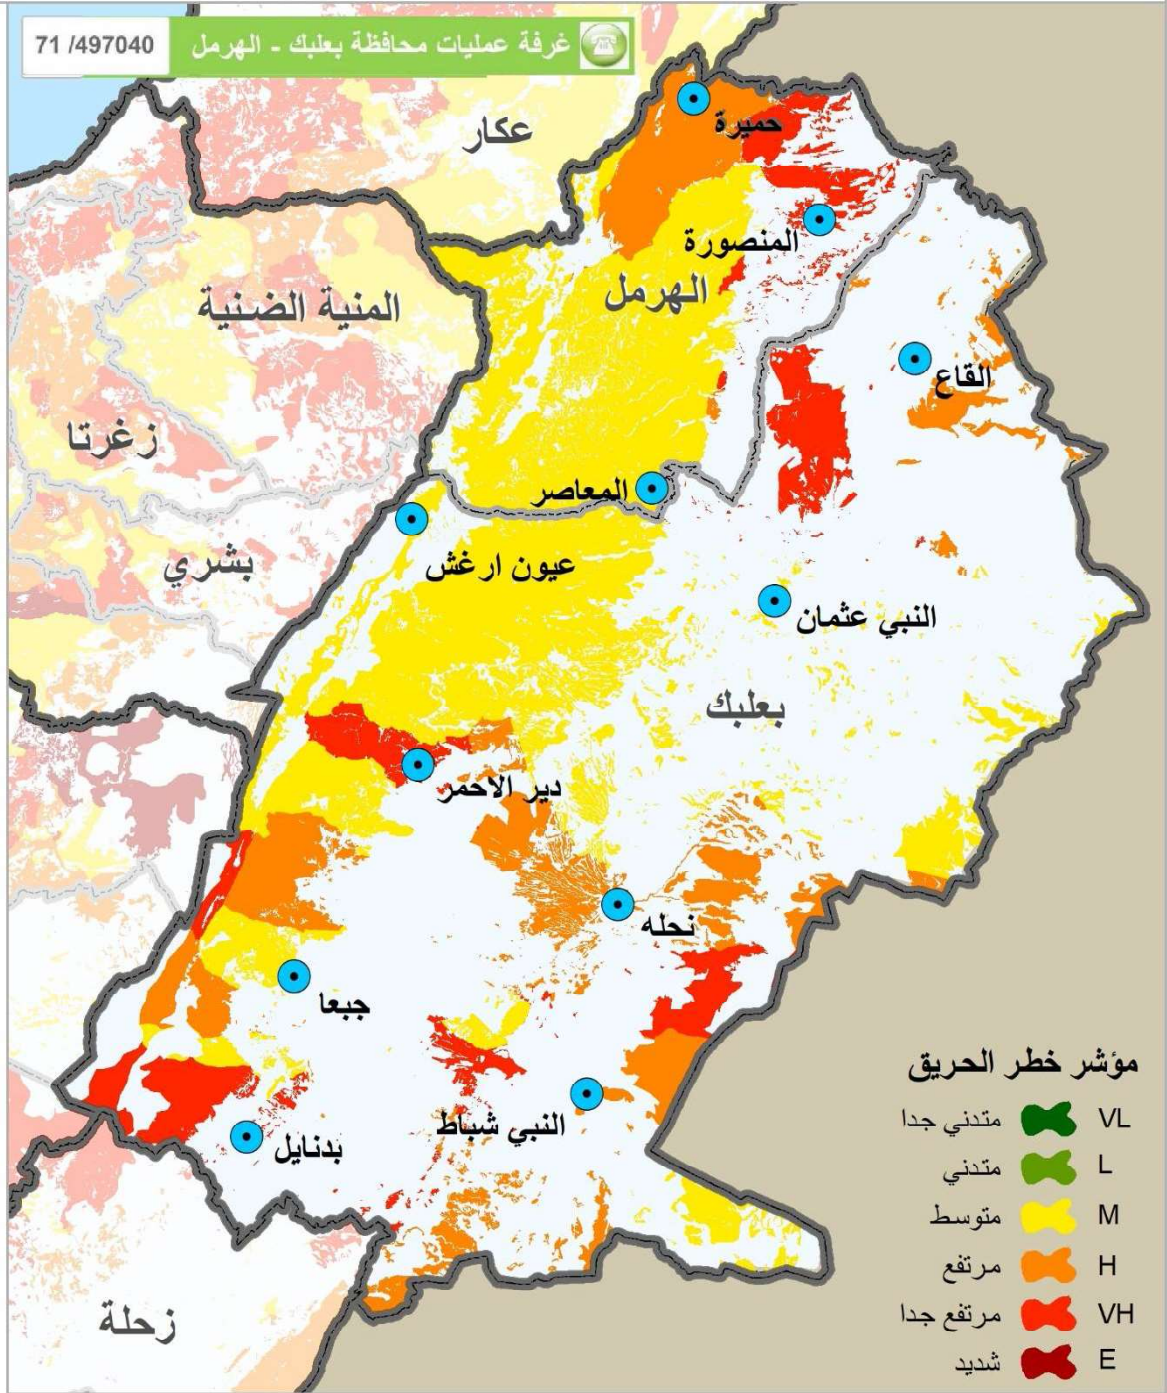 غرفة عمليات محافظة بعلبك - الهرمل
71 /497040
عكار
حميرة
المنصورة
الهرمل
المنية الضنية
القاع
زغرتا
المعاصر
عيون ارغش
بشري
النبي عثمان
بعلبك
دير الاحمر
نحله
جبعا
النبي شباط
بدنايل
زحلة
مؤشر خطر الحريق
متدني جدا VL
متدني L
متوسط M
مرتفع H
مرتفع جدا VH
شديد E